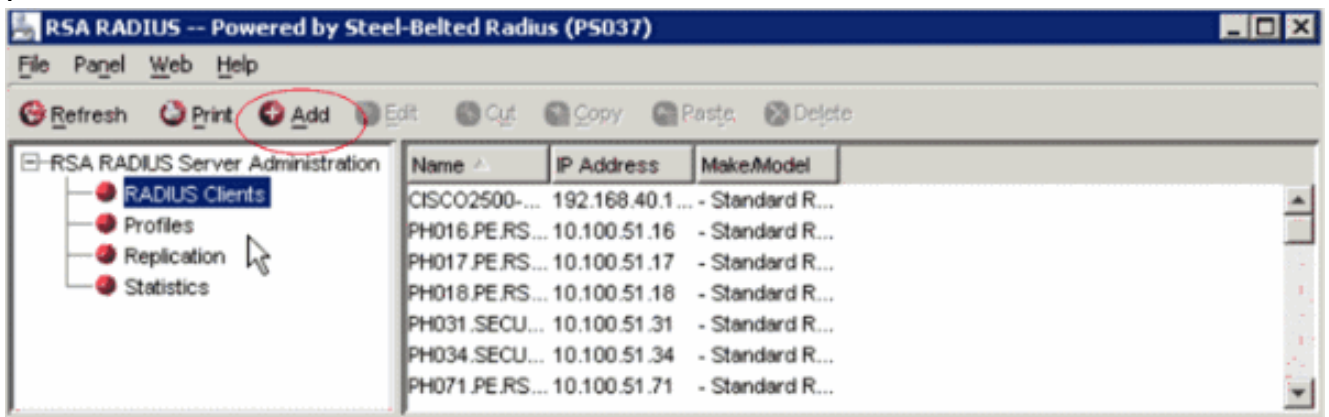 RSA RADIUS -- Powered by Steel-Belted Radius (PS037)
File Panel Web Help
Refresh Print Add Edit Cut Copy Paste Delete
RSA RADIUS Server Administration
RADIUS Clients
Profiles
Replication
Statistics
Name IP Address Make/Model
CISCO2500-... 192.168.40.1... - Standard R...
PH016.PE.RS... 10.100.51.16 - Standard R...
PH017.PE.RS... 10.100.51.17 - Standard R...
PH018.PE.RS... 10.100.51.18 - Standard R...
PH031.SECU... 10.100.51.31 - Standard R...
PH034.SECU... 10.100.51.34 - Standard R...
PH071.PE.RS... 10.100.51.71 - Standard R...